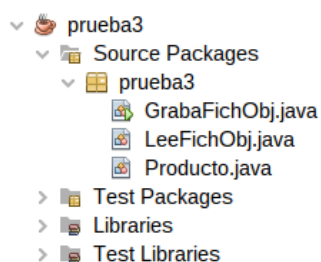 prueba3
Source Packages
prueba3
GrabaFichObj.java
LeeFichObj.java
Producto.java
Test Packages
Libraries
Test Libraries